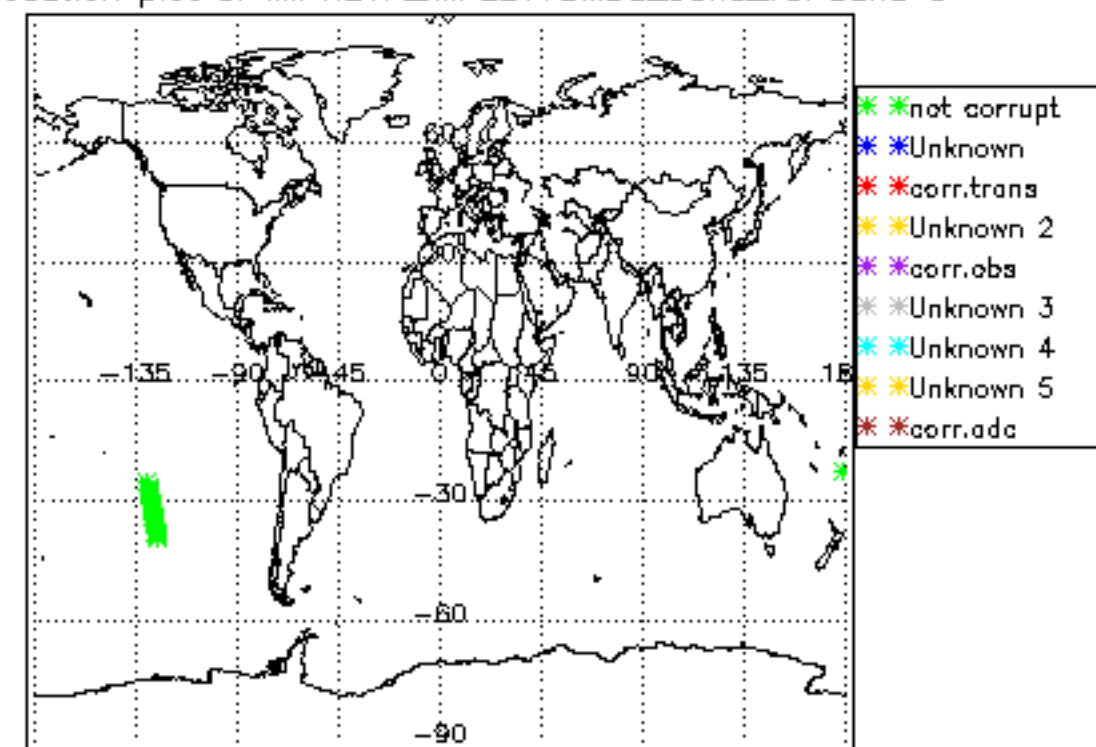 60
-135 -90 45 0 45 90 135 18
-30
-60
-90
not corrupt
Unknown
corr.trans
Unknown 2
corr.obs
Unknown 3
Unknown 4
Unknown 5
corr.adc